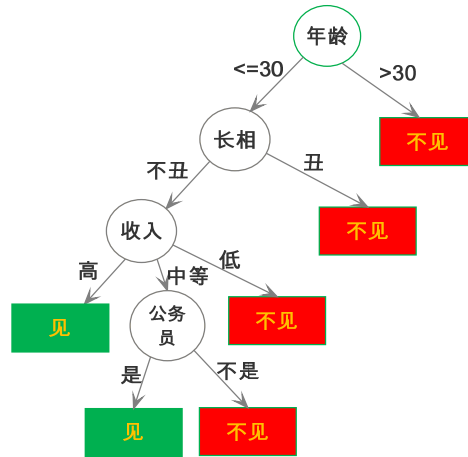 年龄
<=30
>30
长相
不见
不丑
丑
收入
不见
高
中等
低
见
公务
员
不见
是
不是
见
不见